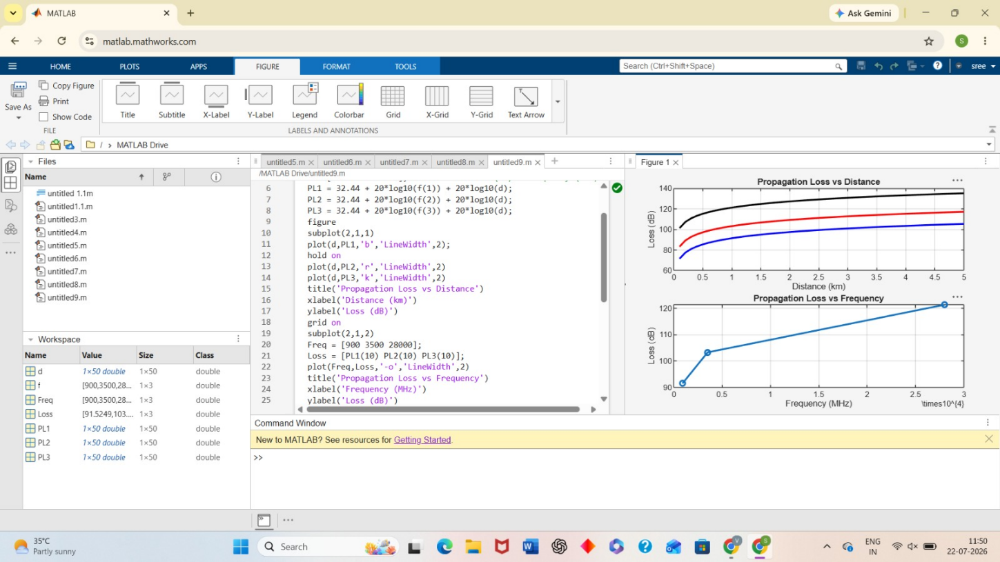 MATLAB
Ask Gemini
matlab.mathworks.com
S
HOME PLOTS APPS FIGURE FORMAT TOOLS
Search (Ctrl+Shift+Space)
sree
Save As
Copy Figure
Print
Show Code
FILE
Title Subtitle X-Label Y-Label Legend Colorbar Grid X-Grid Y-Grid Text Arrow
LABELS AND ANNOTATIONS
/ > MATLAB Drive
Files
Name
untitled 1.1m
untitled1.1.m
untitled3.m
untitled4.m
untitled5.m
untitled6.m
untitled7.m
untitled8.m
untitled9.m
Workspace
Name Value Size Class
d 1×50 double 1×50 double
f [900,3500,28... 1×3 double
Freq [900,3500,28... 1×3 double
Loss [91.5249,103.... 1×3 double
PL1 1×50 double 1×50 double
PL2 1×50 double 1×50 double
PL3 1×50 double 1×50 double
untitled5.m untitled6.m untitled7.m untitled8.m untitled9.m
/MATLAB Drive/untitled9.m
6 PL1 = 32.44 + 20*log10(f(1)) + 20*log10(d);
7 PL2 = 32.44 + 20*log10(f(2)) + 20*log10(d);
8 PL3 = 32.44 + 20*log10(f(3)) + 20*log10(d);
9 figure
10 subplot(2,1,1)
11 plot(d,PL1,'b','LineWidth',2);
12 hold on
13 plot(d,PL2,'r','LineWidth',2)
14 plot(d,PL3,'k','LineWidth',2)
15 title('Propagation Loss vs Distance')
16 xlabel('Distance (km)')
17 ylabel('Loss (dB)')
18 grid on
19 subplot(2,1,2)
20 Freq = [900 3500 28000];
21 Loss = [PL1(10) PL2(10) PL3(10)];
22 plot(Freq,Loss,'-o','LineWidth',2)
23 title('Propagation Loss vs Frequency')
24 xlabel('Frequency (MHz)')
25 ylabel('Loss (dB)')
Figure 1
Propagation Loss vs Distance
Loss (dB)
140
120
100
80
60
0 0.5 1 1.5 2 2.5 3 3.5 4 4.5 5
Distance (km)
Propagation Loss vs Frequency
Loss (dB)
120
110
100
90
0 0.5 1 1.5 2 2.5 3
Frequency (MHz)
\times10^{4}
Command Window
New to MATLAB? See resources for Getting Started.
>>
35°C
Partly sunny
Search
V
S
ENG
IN
11:50
22-07-2026